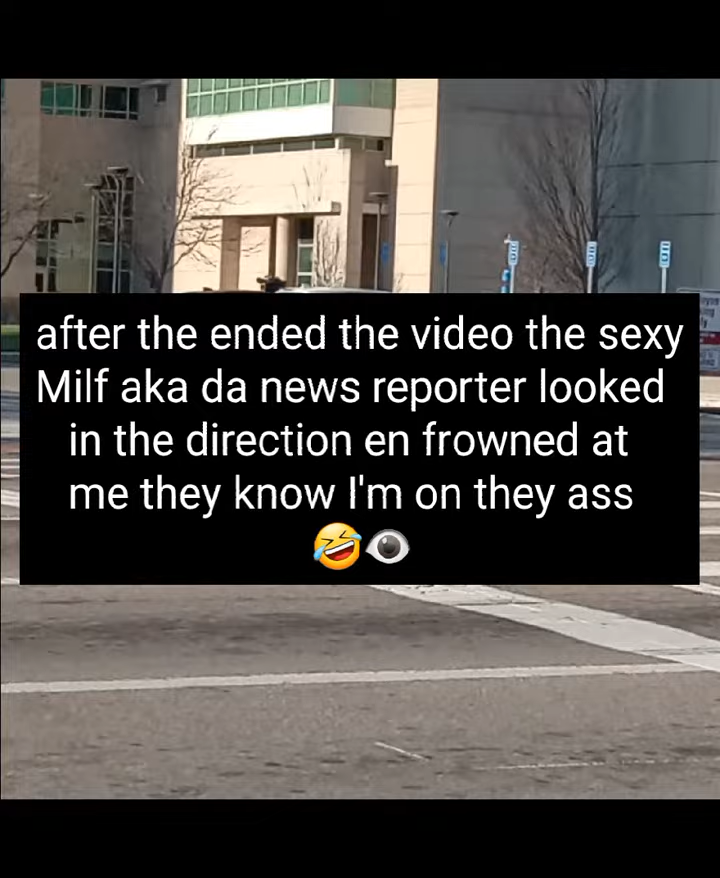 after the ended the video the sexy
Milf aka da news reporter looked
in the direction en frowned at
me they know I'm on they ass
🤣👁